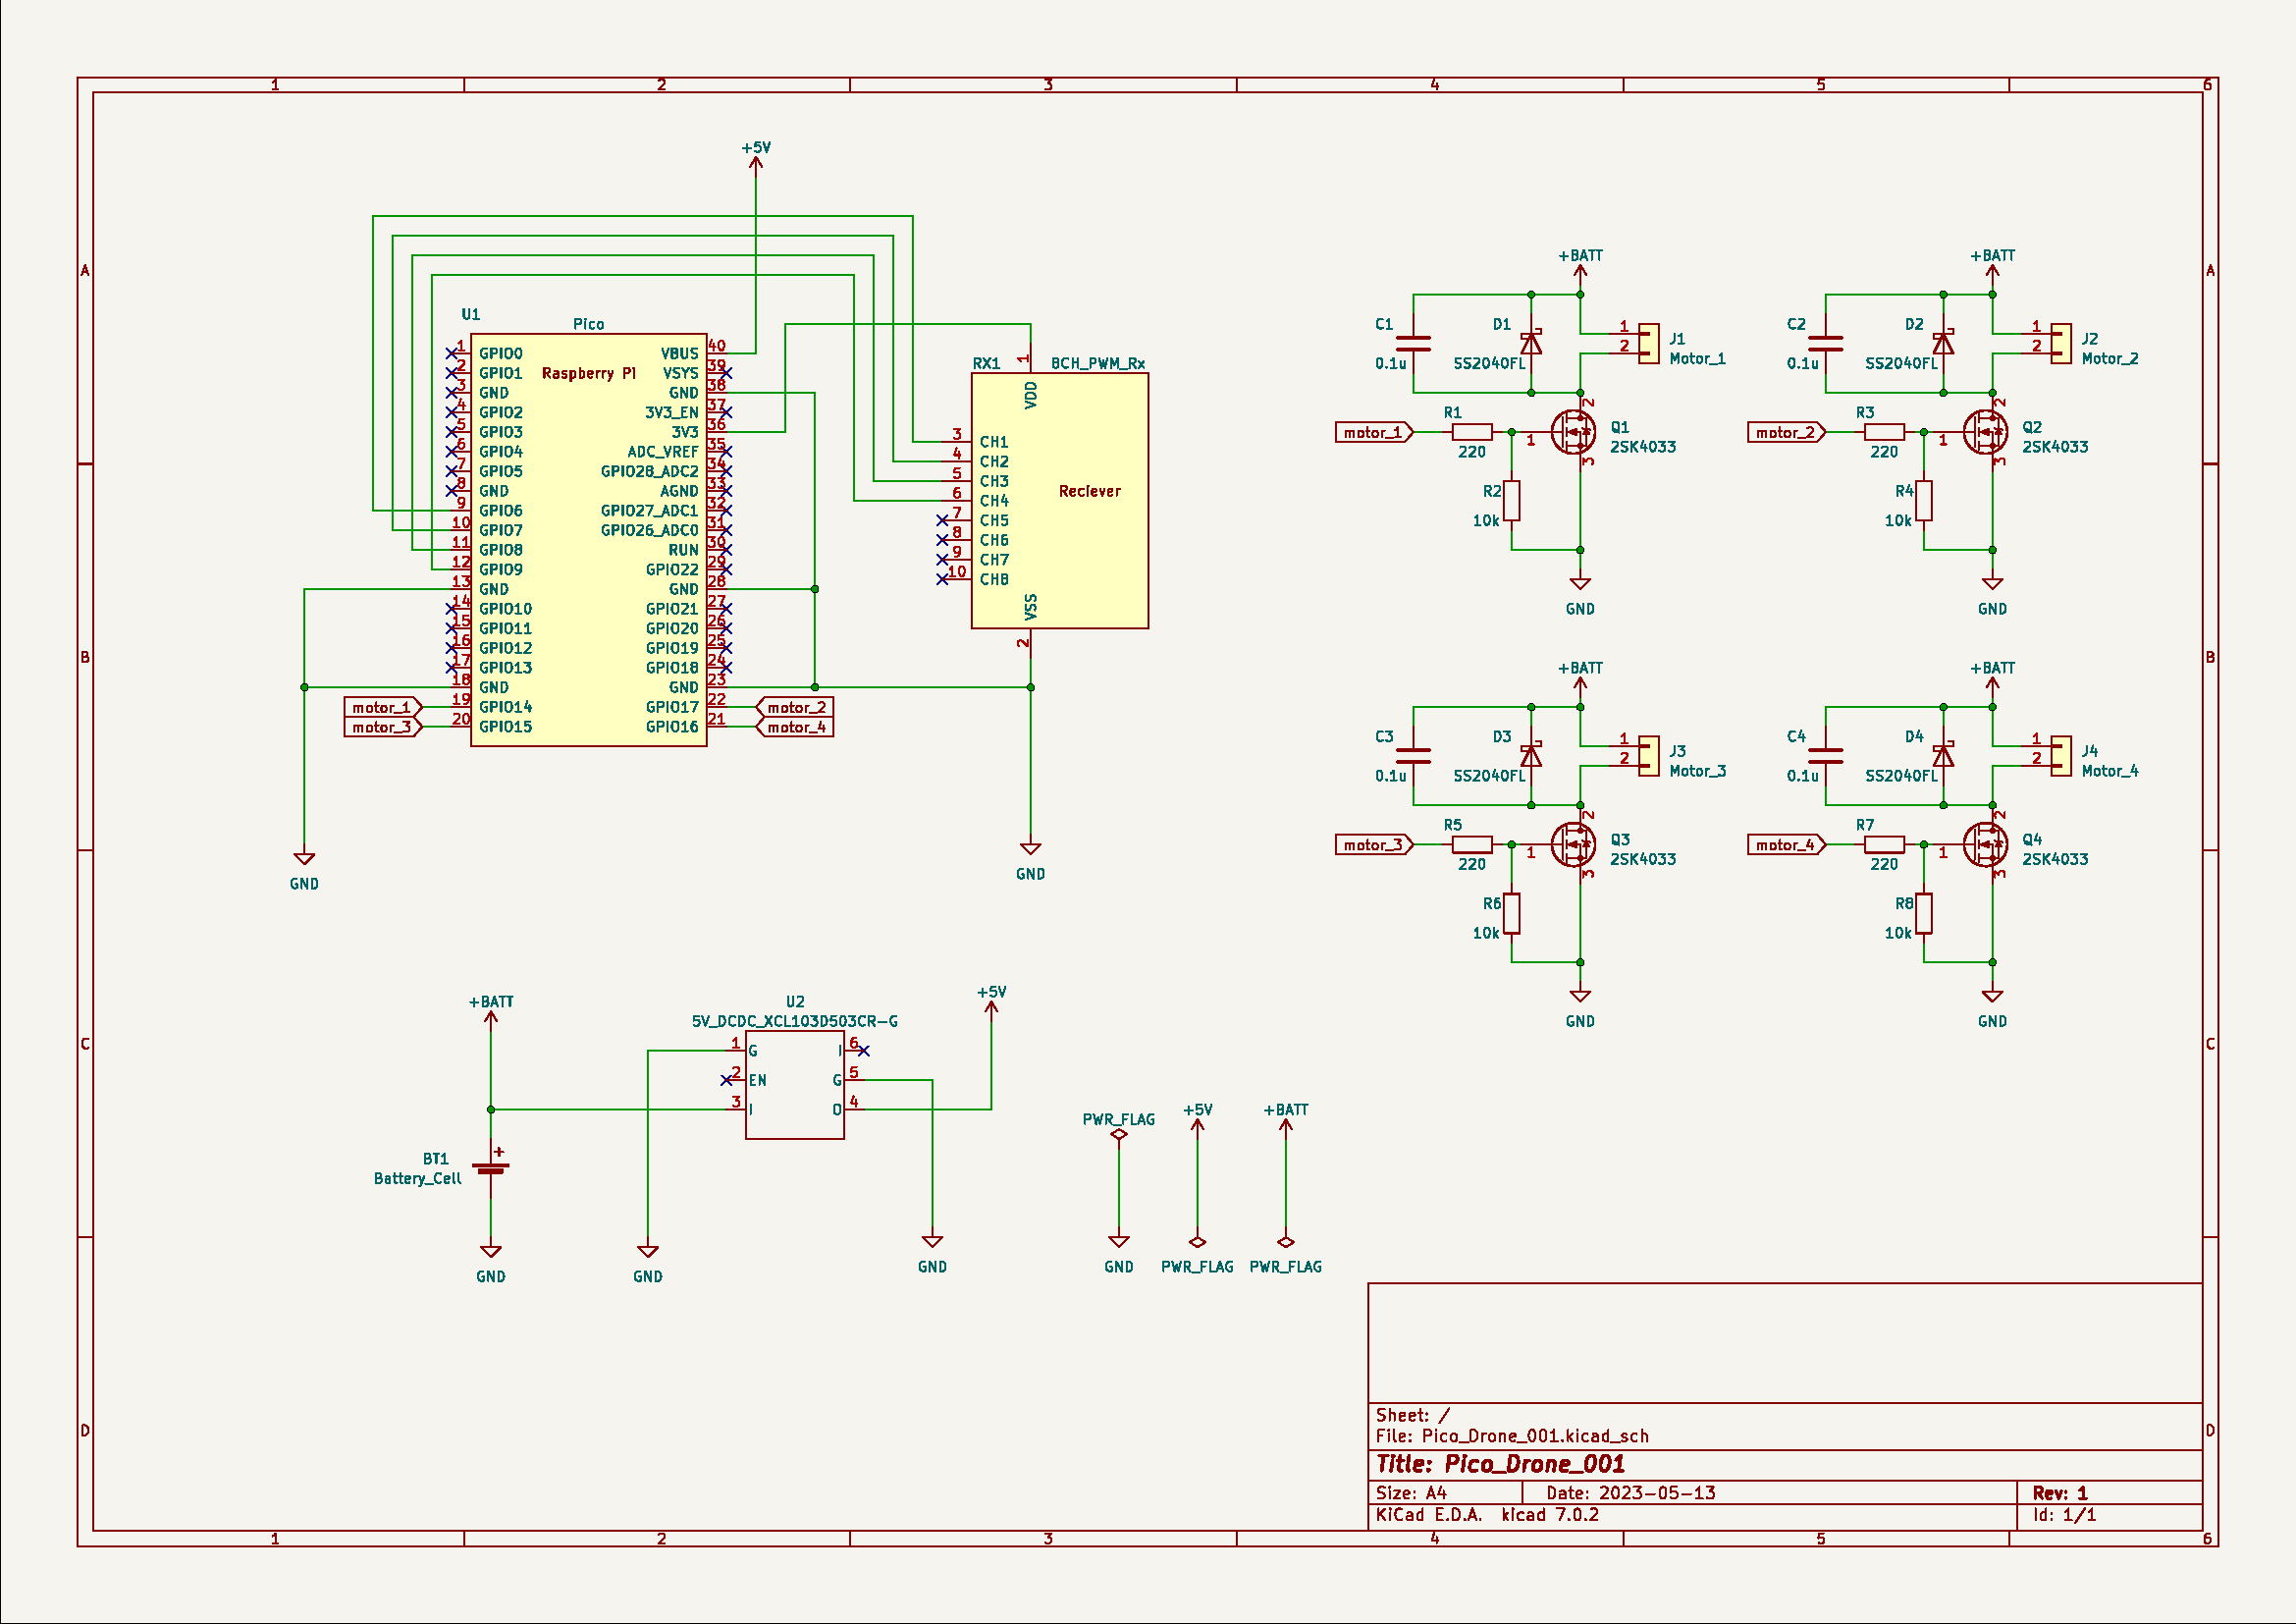 1 2 3 4 5 6
A
B
C
D
A
B
C
D
1 2 3 4 5 6
+5V
U1
Pico
Raspberry Pi
1 GPIO0
2 GPIO1
3 GND
4 GPIO2
5 GPIO3
6 GPIO4
7 GPIO5
8 GND
9 GPIO6
10 GPIO7
11 GPIO8
12 GPIO9
13 GND
14 GPIO10
15 GPIO11
16 GPIO12
17 GPIO13
18 GND
19 GPIO14
20 GPIO15
VBUS 40
VSYS 39
GND 38
3V3_EN 37
3V3 36
ADC_VREF 35
GPIO28_ADC2 34
AGND 33
GPIO27_ADC1 32
GPIO26_ADC0 31
RUN 30
GPIO22 29
GND 28
GPIO21 27
GPIO20 26
GPIO19 25
GPIO18 24
GND 23
GPIO17 22
GPIO16 21
motor_1
motor_3
motor_2
motor_4
GND
RX1
BCH_PWM_Rx
1
VDD
3 CH1
4 CH2
5 CH3
6 CH4
7 CH5
8 CH6
9 CH7
10 CH8
Reciever
VSS
2
GND
+BATT
C1
0.1u
D1
SS2040FL
1
2
J1
Motor_1
motor_1
R1
220
1
2
3
Q1
2SK4033
R2
10k
GND
+BATT
C2
0.1u
D2
SS2040FL
1
2
J2
Motor_2
motor_2
R3
220
1
2
3
Q2
2SK4033
R4
10k
GND
+BATT
C3
0.1u
D3
SS2040FL
1
2
J3
Motor_3
motor_3
R5
220
1
2
3
Q3
2SK4033
R6
10k
GND
+BATT
C4
0.1u
D4
SS2040FL
1
2
J4
Motor_4
motor_4
R7
220
1
2
3
Q4
2SK4033
R8
10k
GND
+BATT
BT1
Battery_Cell
+
GND
U2
5V_DCDC_XCL103D503CR-G
1 G
2 EN
3 I
I 6
G 5
O 4
+5V
GND
GND
PWR_FLAG
GND
+5V
PWR_FLAG
+BATT
PWR_FLAG
Sheet: /
File: Pico_Drone_001.kicad_sch
Title: Pico_Drone_001
Size: A4 Date: 2023-05-13 Rev: 1
KiCad E.D.A. kicad 7.0.2 Id: 1/1